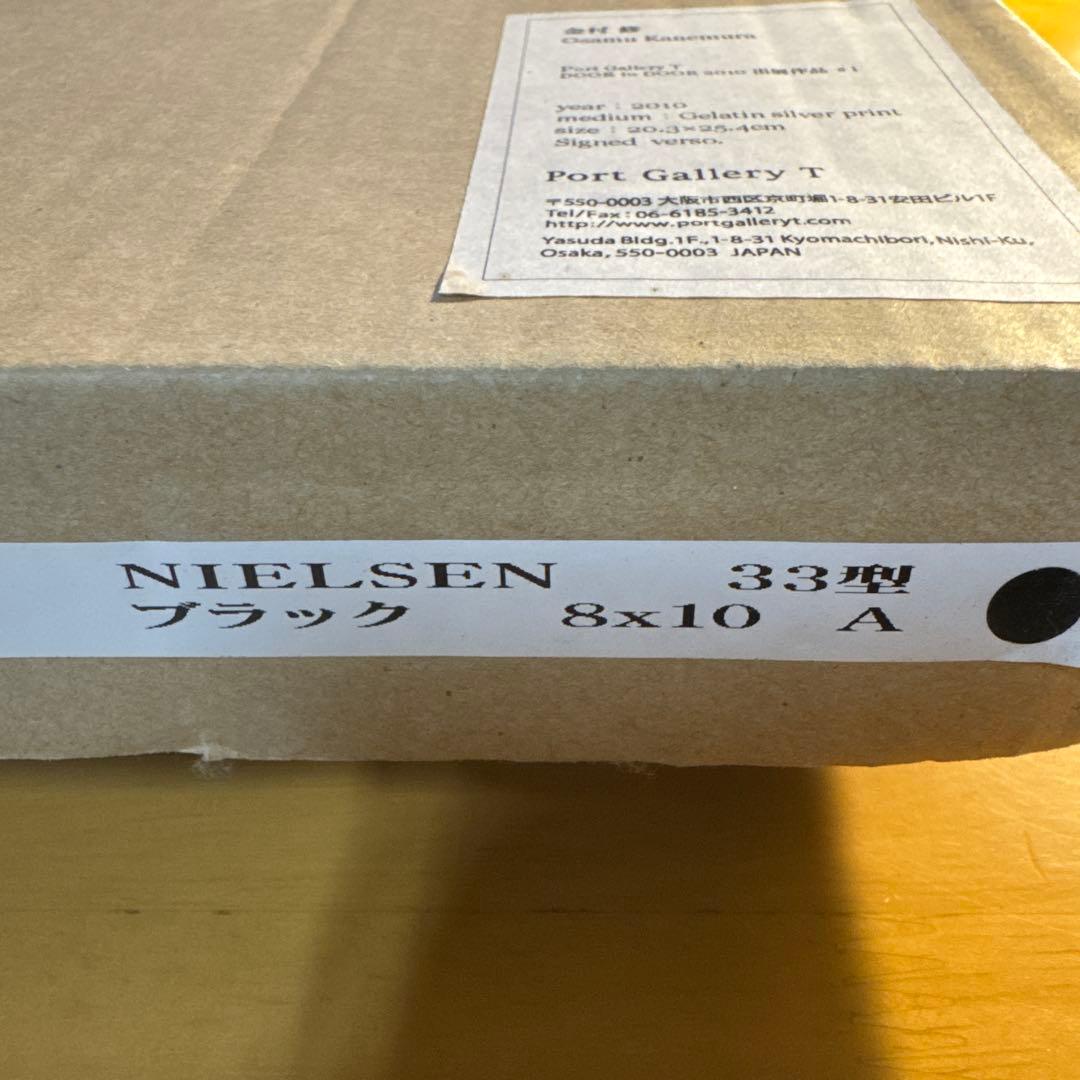 金村 修
Osamu Kanemura
Port Gallery T
DOOR to DOOR 2010 出展作品 #1
year : 2010
medium : Gelatin silver print
size : 20.3×25.4cm
Signed verso.
Port Gallery T
〒550-0003 大阪市西区京町堀1-8-31安田ビル1F
Tel/Fax : 06-6185-3412
http://www.portgalleryt.com
Yasuda Bldg.1F.,1-8-31 Kyomachibori, Nishi-Ku,
Osaka, 550-0003 JAPAN
NIELSEN 33型
ブラック 8x10 A